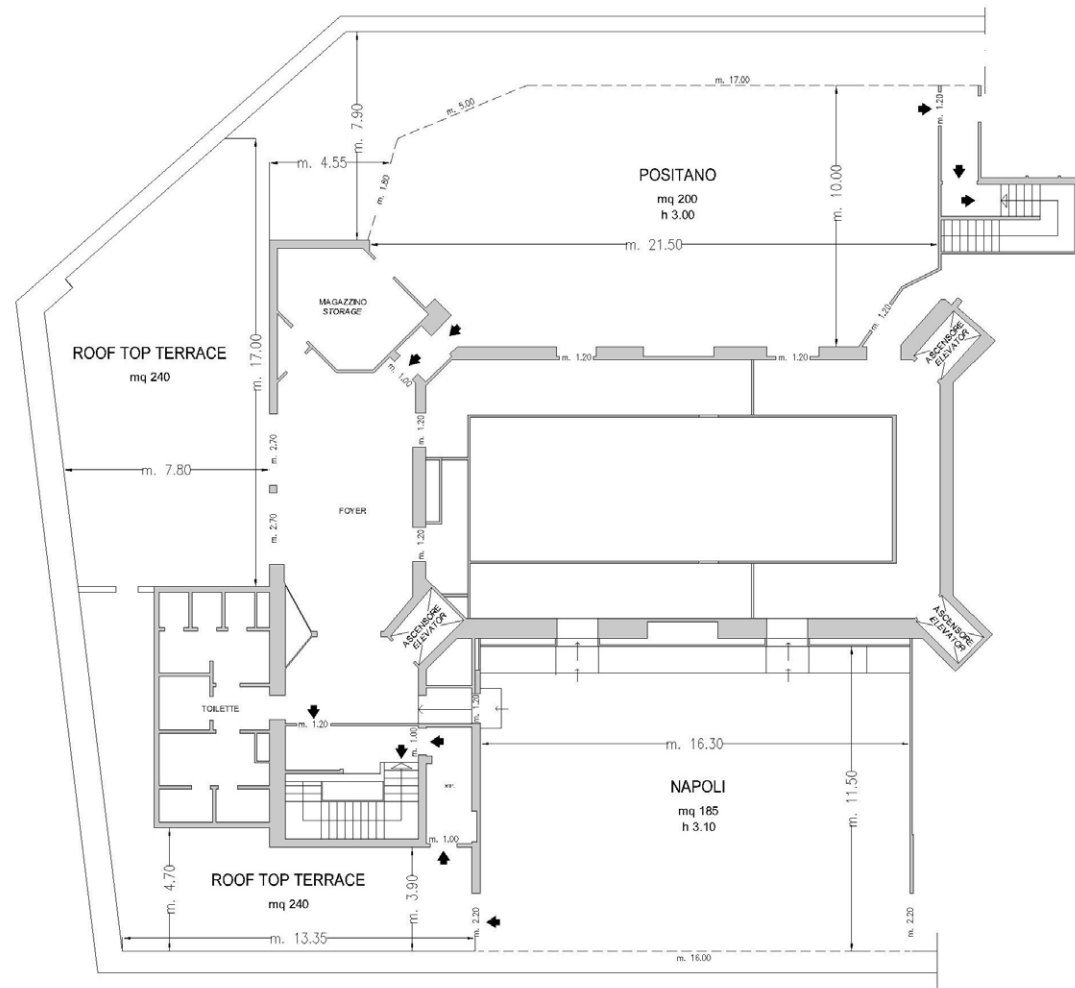 m. 17.00
m. 5.00
m. 7.90
m. 1.20
m. 4.55
m. 1.80
POSITANO
mq 200
h 3.00
m. 10.00
m. 21.50
MAGAZZINO
STORAGE
ROOF TOP TERRACE
mq 240
m. 17.00
m. 1.00
m. 1.20
m. 1.20
m. 1.20
ASCENSORE
ELEVATOR
m. 1.20
m. 2.70
m. 7.80
FOYER
m. 2.70
m. 1.20
ASCENSORE
ELEVATOR
ASCENSORE
ELEVATOR
TOILETTE
m. 1.20
m. 1.20
m. 1.00
m. 16.30
NAPOLI
mq 185
h 3.10
m. 11.50
m. 1.00
ROOF TOP TERRACE
mq 240
m. 4.70
m. 3.90
m. 2.20
m. 2.20
m. 13.35
m. 16.00